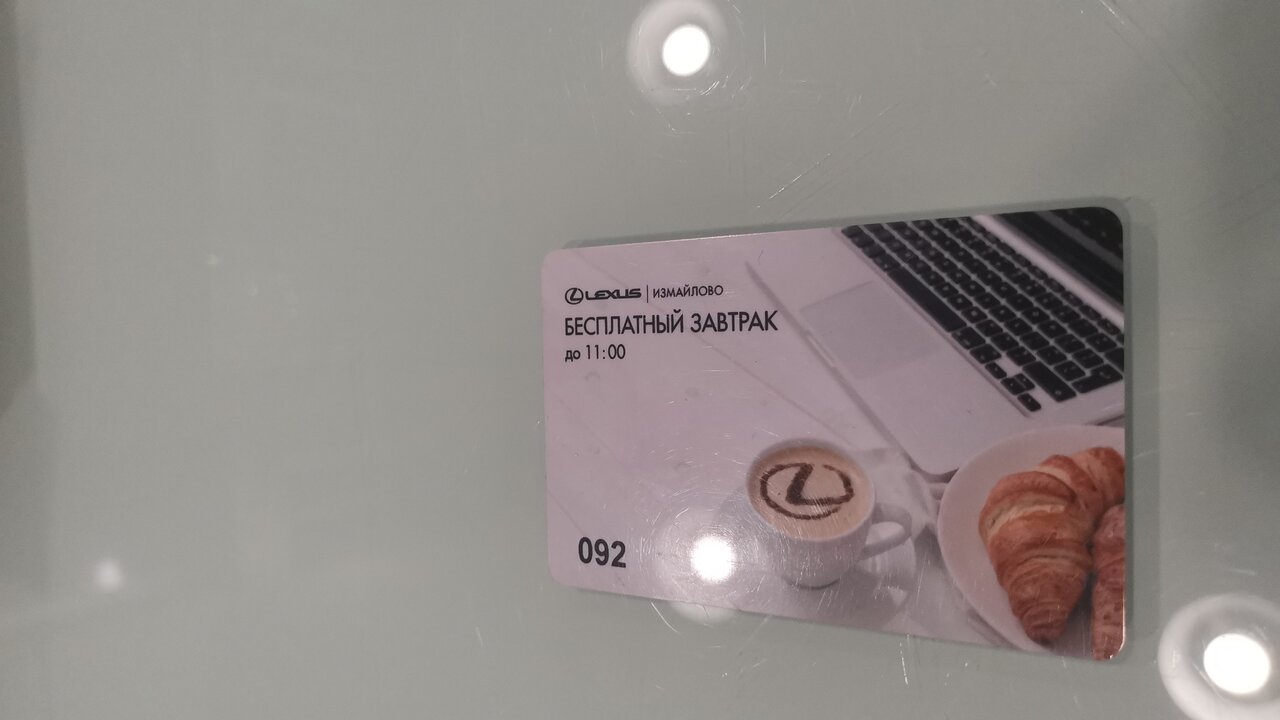 LEXUS | ИЗМАЙЛОВО
БЕСПЛАТНЫЙ ЗАВТРАК
до 11:00
092